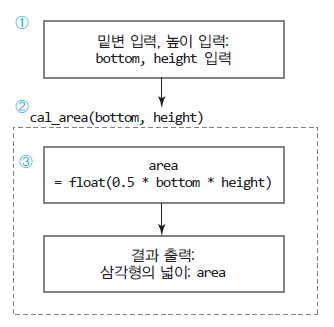 ①
밑변 입력, 높이 입력:
bottom, height 입력
②
cal_area(bottom, height)
③
area
= float(0.5 * bottom * height)
결과 출력:
삼각형의 넓이: area